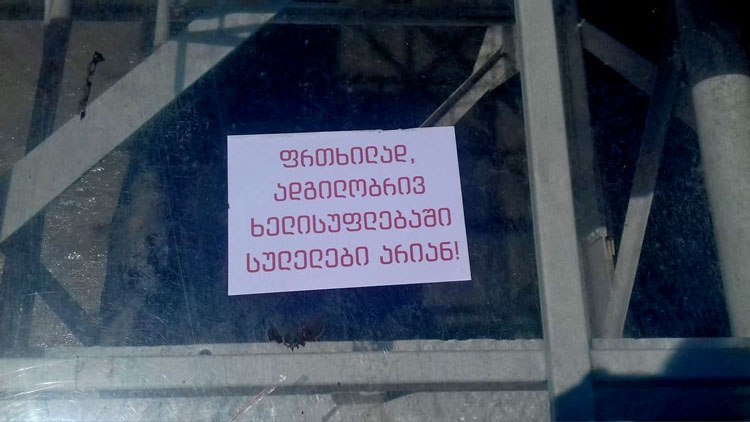 ფრთხილად,
ადგილობრივ
ხელისუფლებაში
სულელები არიან!